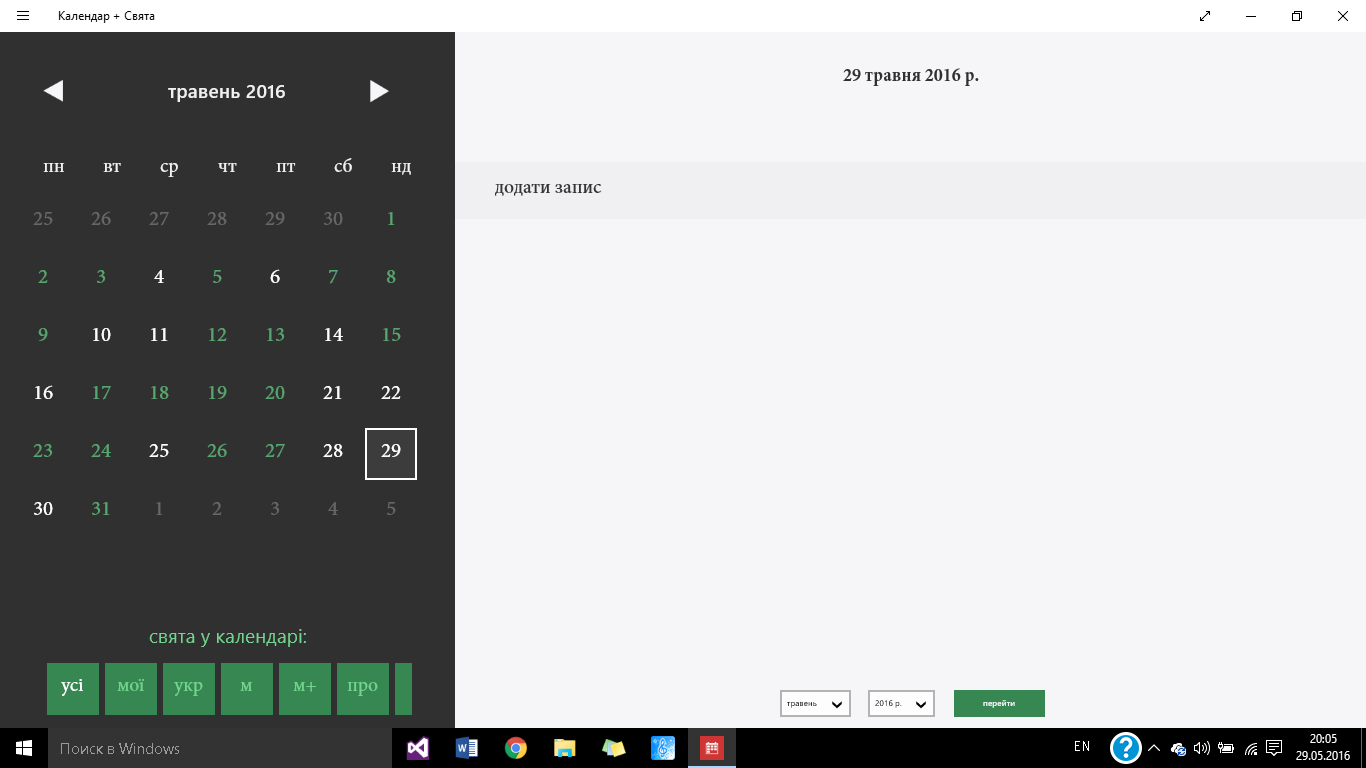 Календар + Свята
травень 2016
пн вт ср чт пт сб нд
25 26 27 28 29 30 1
2 3 4 5 6 7 8
9 10 11 12 13 14 15
16 17 18 19 20 21 22
23 24 25 26 27 28 29
30 31 1 2 3 4 5
свята у календарі:
усі мої укр м м+ про
29 травня 2016 р.
додати запис
травень 2016 р. перейти
Поиск в Windows
EN
20:05
29.05.2016